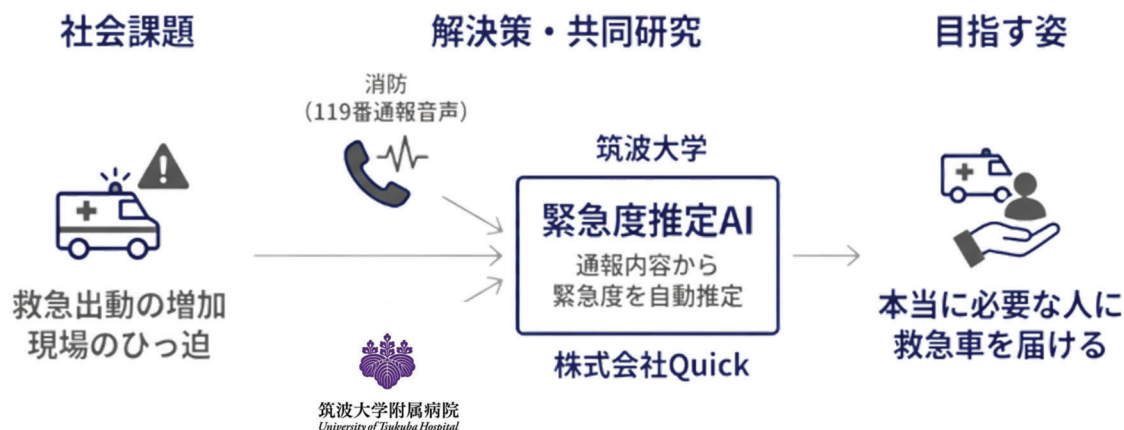 社会課題
解決策・共同研究
目指す姿
消防
（119番通報音声）
筑波大学
緊急度推定AI
通報内容から
緊急度を自動推定
株式会社Quick
救急出動の増加
現場のひっ迫
筑波大学附属病院
University of Tsukuba Hospital
本当に必要な人に
救急車を届ける